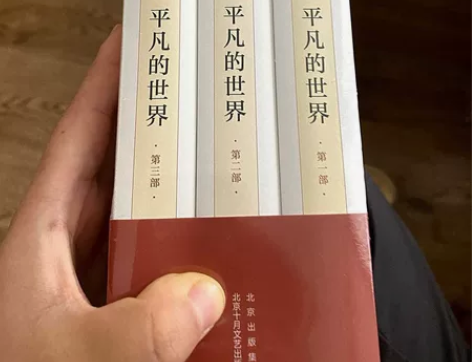 平凡的世界
·第三部·
平凡的世界
·第二部·
平凡的世界
·第一部·
北京出版集
北京十月文艺出版